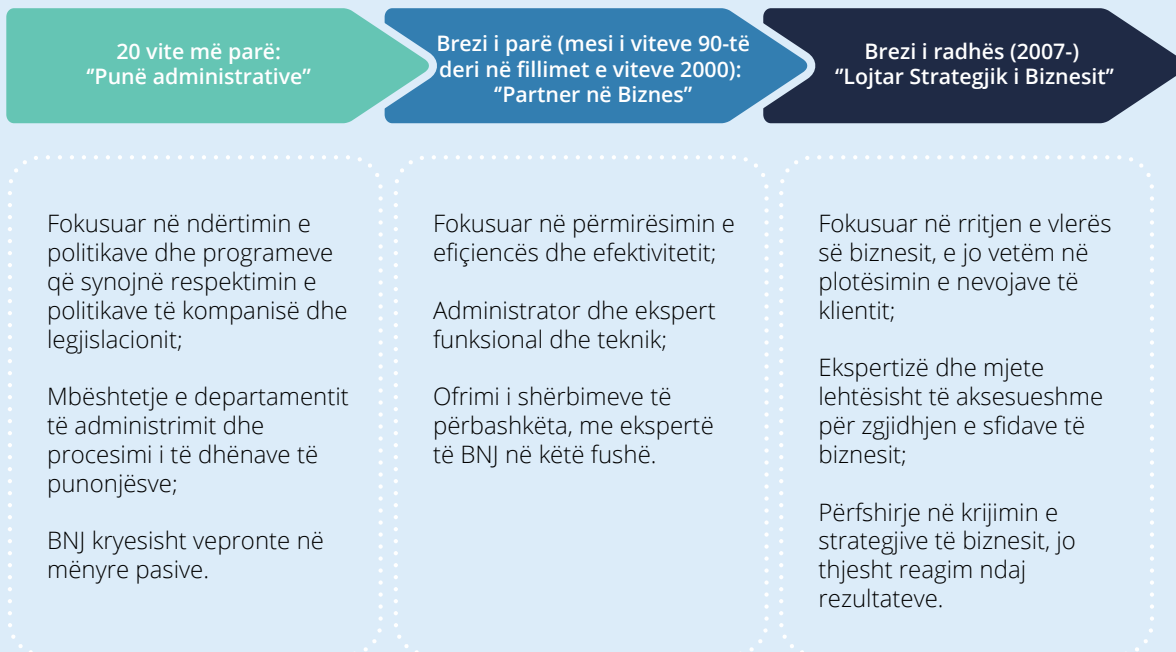 20 vite më parë:
“Punë administrative”
Brezi i parë (mesi i viteve 90-të
deri në fillimet e viteve 2000):
“Partner në Biznes”
Brezi i radhës (2007-)
“Lojtar Strategjik i Biznesit”
Fokusuar në ndërtimin e
politikave dhe programeve
që synojnë respektimin e
politikave të kompanisë dhe
legjislacionit;
Mbështetje e departamentit
të administrimit dhe
procesimi i të dhënave të
punonjësve;
BNJ kryesisht vepronte në
mënyre pasive.
Fokusuar në përmirësimin e
efiçiencës dhe efektivitetit;
Administrator dhe ekspert
funksional dhe teknik;
Ofrimi i shërbimeve të
përbashkëta, me ekspertë
të BNJ në këtë fushë.
Fokusuar në rritjen e vlerës
së biznesit, e jo vetëm në
plotësimin e nevojave të
klientit;
Ekspertizë dhe mjete
lehtësisht të aksesueshme
për zgjidhjen e sfidave të
biznesit;
Përfshirje në krijimin e
strategjive të biznesit, jo
thjesht reagim ndaj
rezultateve.